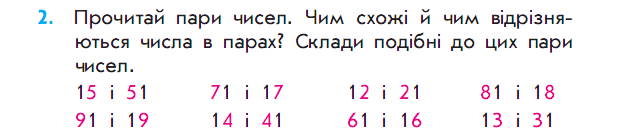 2. Прочитай пари чисел. Чим схожі й чим відрізня-
ються числа в парах? Склади подібні до цих пари
чисел.
15 і 51 71 і 17 12 і 21 81 і 18
91 і 19 14 і 41 61 і 16 13 і 31